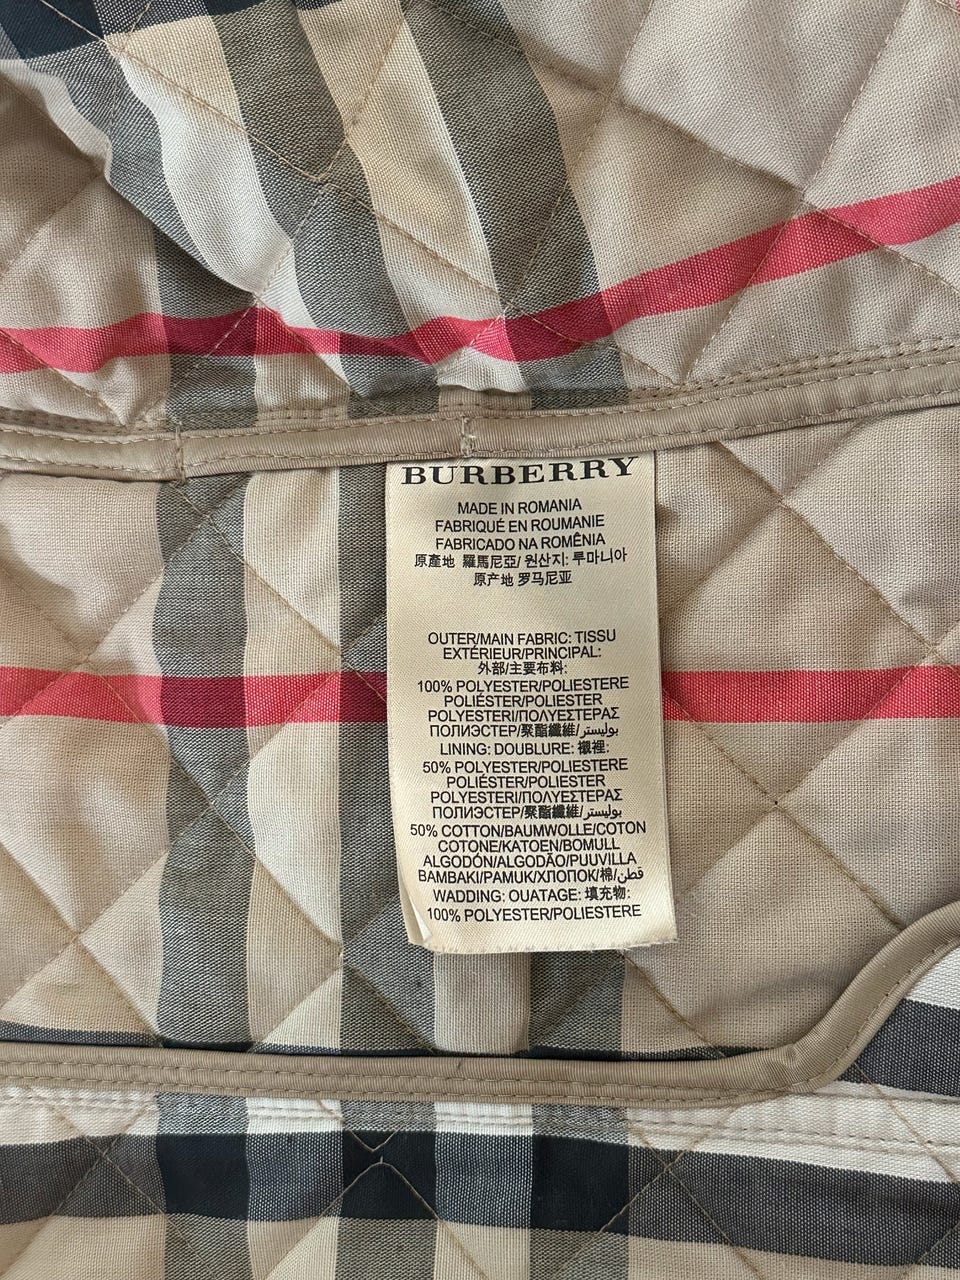 BURBERRY
MADE IN ROMANIA
FABRIQUÉ EN ROUMANIE
FABRICADO NA ROMÊNIA
原產地 羅馬尼亞/ 원산지: 루마니아
原产地 罗马尼亚
OUTER/MAIN FABRIC: TISSU
EXTÉRIEUR/PRINCIPAL:
外部/主要布料:
100% POLYESTER/POLIESTERE
POLIÉSTER/POLIESTER
POLYESTERI/ΠΟΛΥΕΣΤΕΡΑΣ
ПОЛИЭСТЕР/聚酯纖維/بوليستر
LINING: DOUBLURE: 襯裡:
50% POLYESTER/POLIESTERE
POLIÉSTER/POLIESTER
POLYESTERI/ΠΟΛΥΕΣΤΕΡΑΣ
ПОЛИЭСТЕР/聚酯纖維/بوليستر
50% COTTON/BAUMWOLLE/COTON
COTONE/KATOEN/BOMULL
ALGODÓN/ALGODÃO/PUUVILLA
BAMBAKI/PAMUK/ХПОПОК/棉/قطن
WADDING: OUATAGE: 填充物:
100% POLYESTER/POLIESTERE